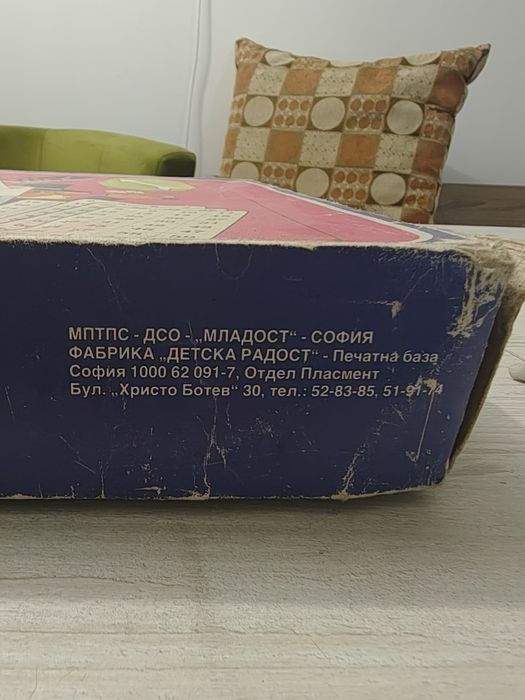 МПТПС - ДСО - „МЛАДОСТ“ - СОФИЯ
ФАБРИКА „ДЕТСКА РАДОСТ“ - Печатна база
София 1000 62 091-7, Отдел Пласмент
Бул. „Христо Ботев“ 30, тел.: 52-83-85, 51-91-74